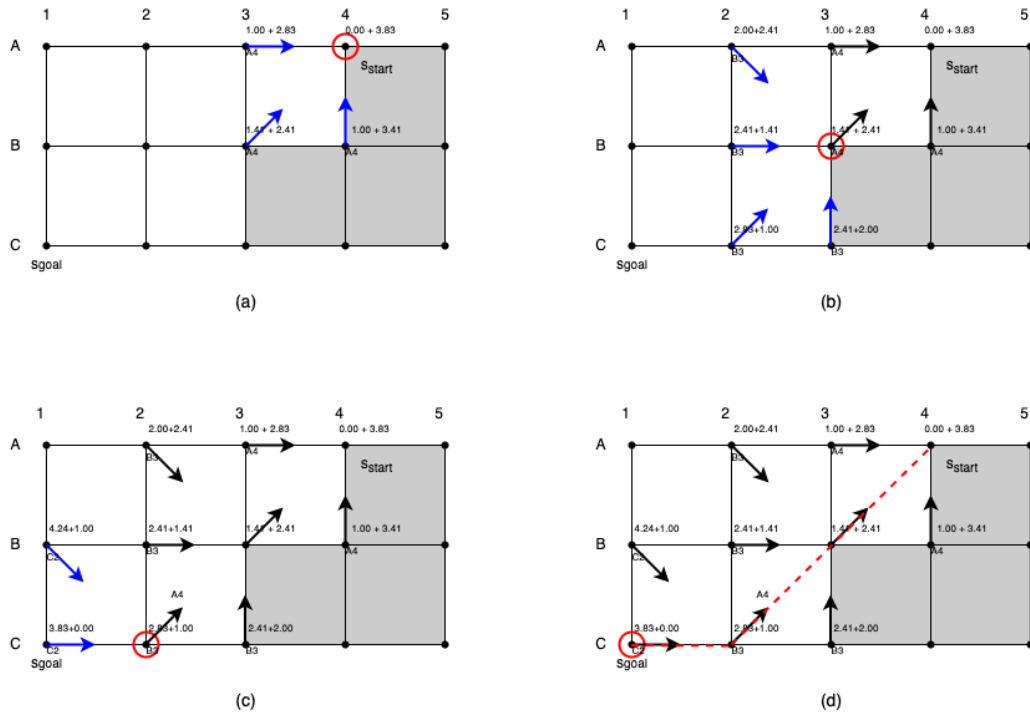 1 2 3 4 5
1.00 + 2.83 0.00 + 3.83
A
A4
Sstart
1.41 + 2.41 1.00 + 3.41
B
A4 A4
C
Sgoal
(a)
1 2 3 4 5
2.00+2.41 1.00 + 2.83 0.00 + 3.83
A
B3 A4
Sstart
2.41+1.41 1.41 + 2.41 1.00 + 3.41
B
B3 A4 A4
2.83+1.00 2.41+2.00
C
B3 B3
Sgoal
(b)
1 2 3 4 5
2.00+2.41 1.00 + 2.83 0.00 + 3.83
A
B3 A4
Sstart
4.24+1.00 2.41+1.41 1.41 + 2.41 1.00 + 3.41
B
C2 B3 A4
A4
3.83+0.00 2.83+1.00 2.41+2.00
C
C2 B3 B3
Sgoal
(c)
1 2 3 4 5
2.00+2.41 1.00 + 2.83 0.00 + 3.83
A
B3 A4
Sstart
4.24+1.00 2.41+1.41 1.41 + 2.41 1.00 + 3.41
B
C2 B3 A4
A4
3.83+0.00 2.83+1.00 2.41+2.00
C
C2 B3 B3
Sgoal
(d)